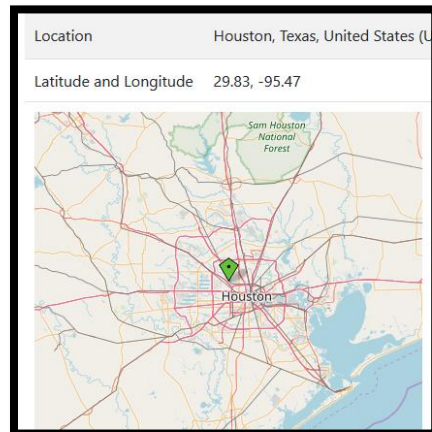 Location Houston, Texas, United States (U
Latitude and Longitude 29.83, -95.47
Sam Houston
National
Forest
Houston